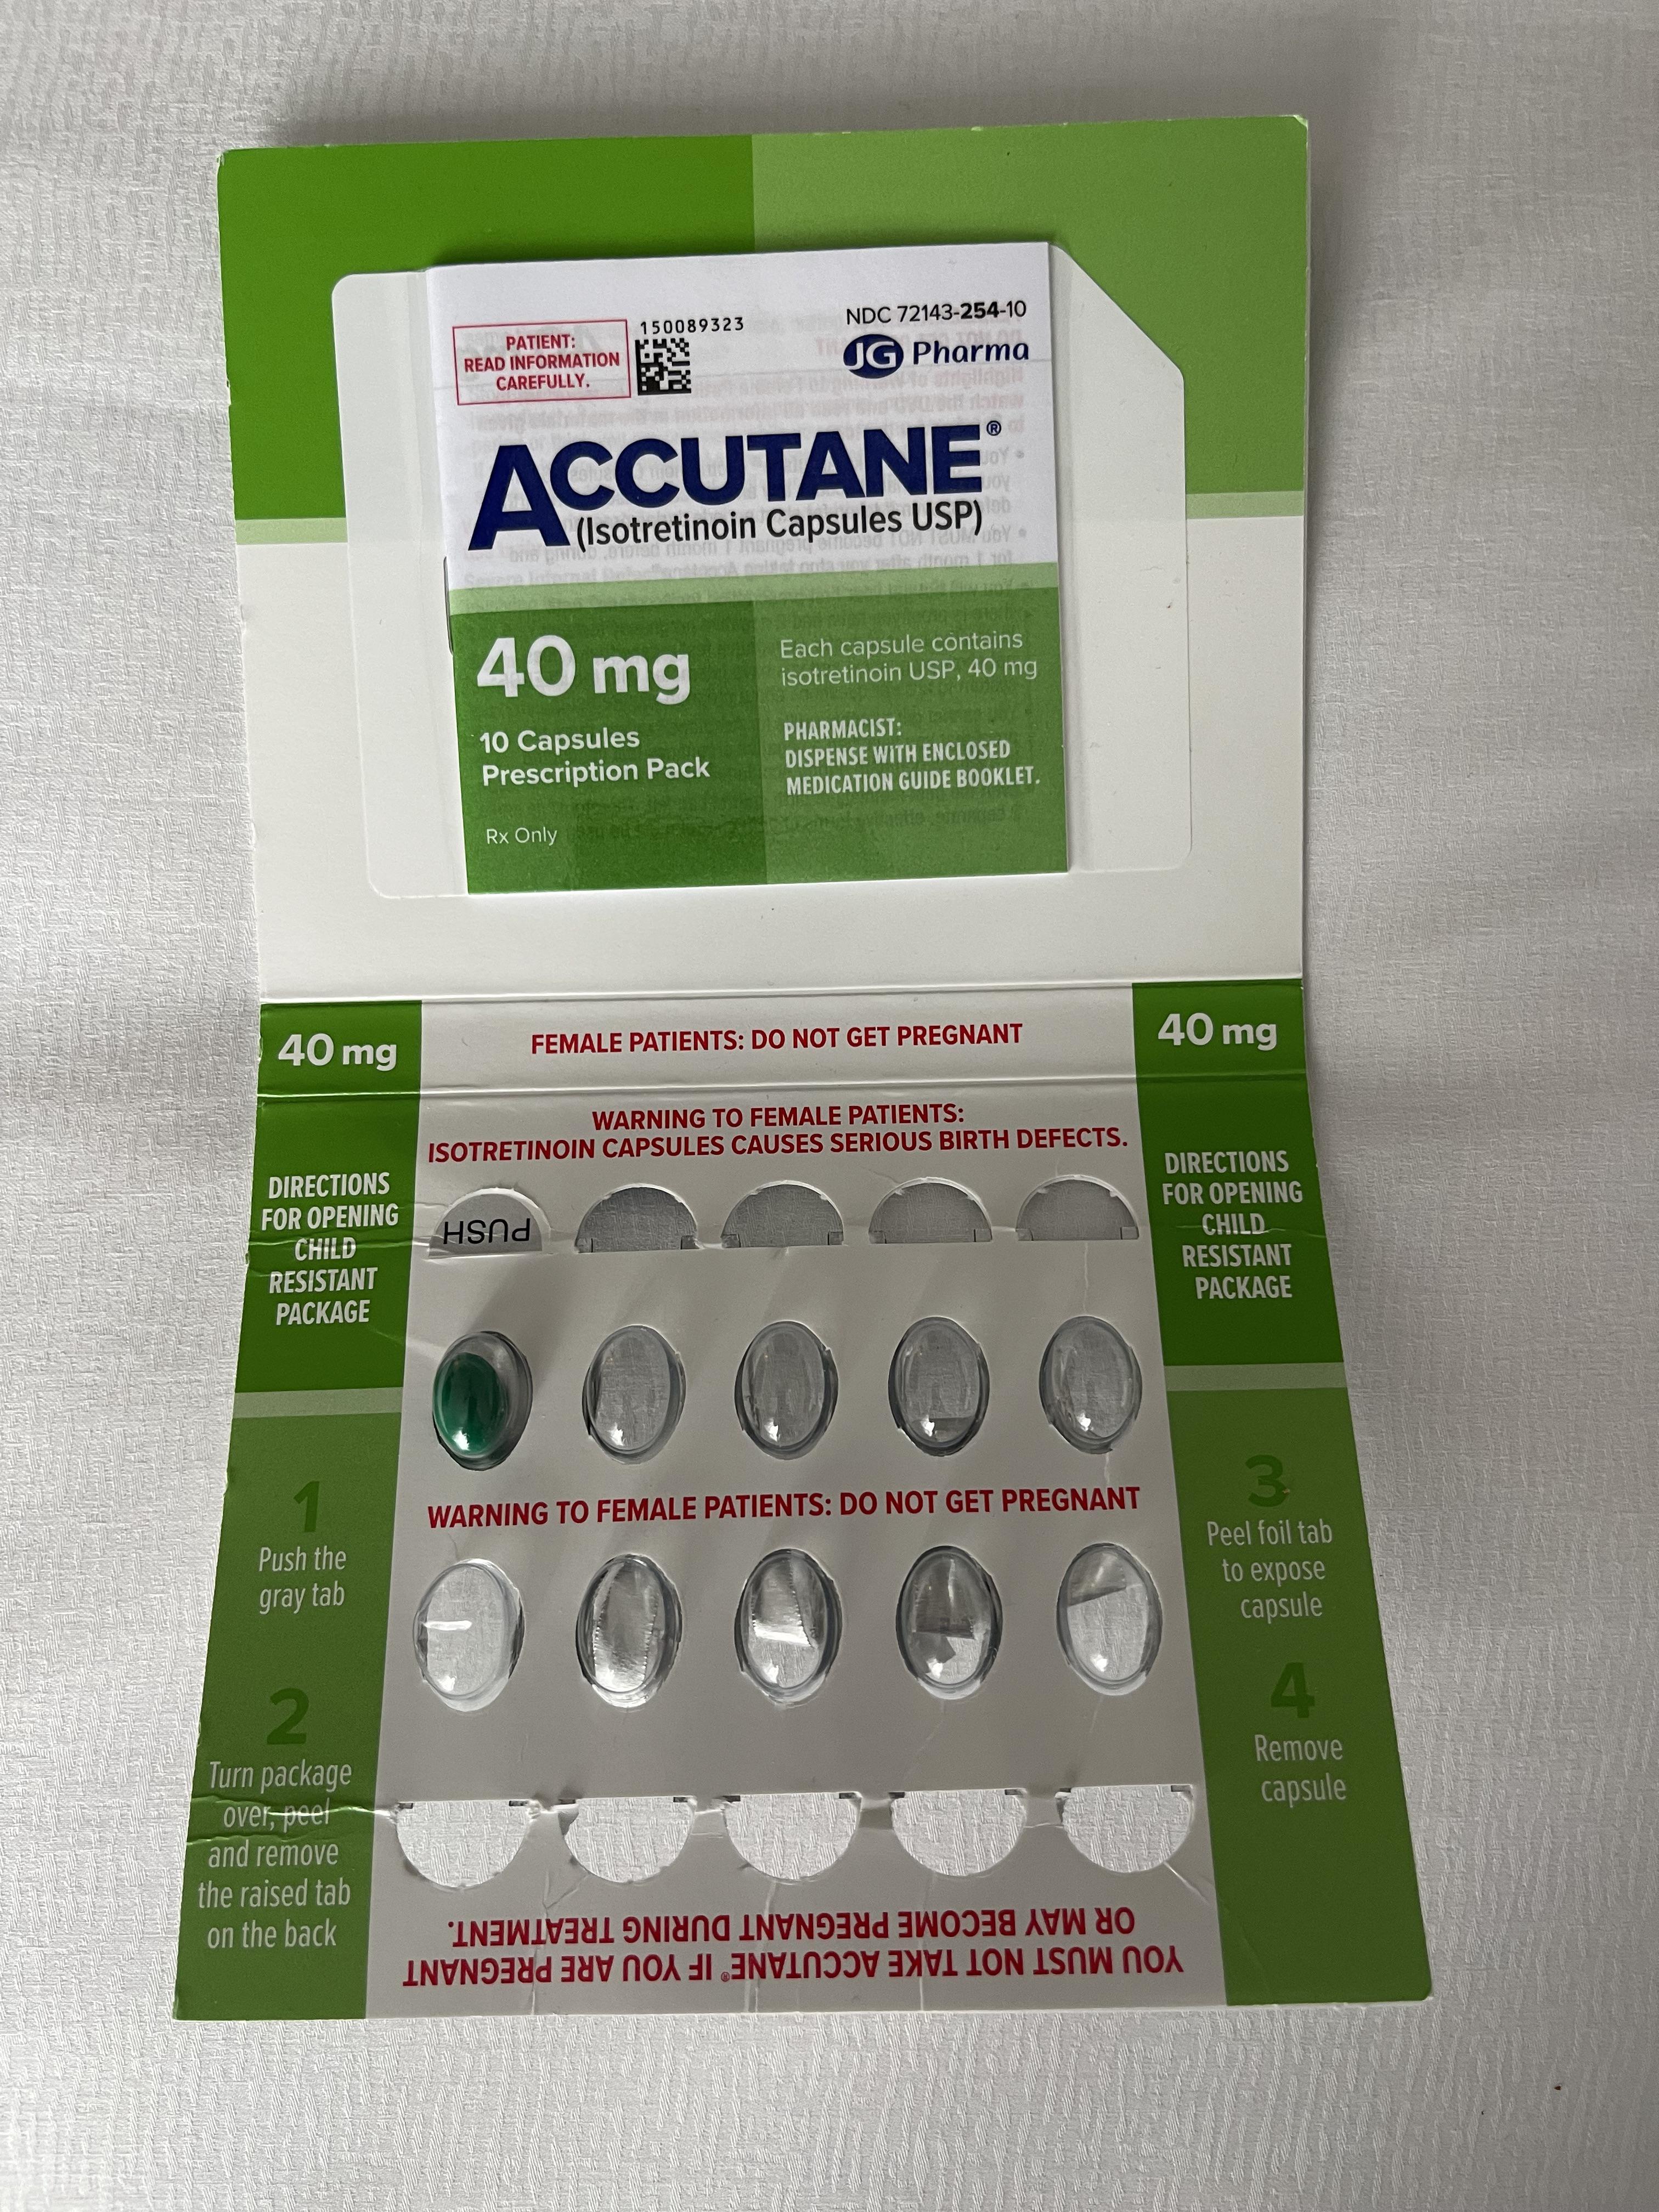 PATIENT:
READ INFORMATION
CAREFULLY.
150089323
NDC 72143-254-10
JG Pharma
ACCUTANE®
(Isotretinoin Capsules USP)
40 mg
10 Capsules
Prescription Pack
Rx Only
Each capsule contains
isotretinoin USP, 40 mg
PHARMACIST:
DISPENSE WITH ENCLOSED
MEDICATION GUIDE BOOKLET.
40 mg
FEMALE PATIENTS: DO NOT GET PREGNANT
40 mg
WARNING TO FEMALE PATIENTS:
ISOTRETINOIN CAPSULES CAUSES SERIOUS BIRTH DEFECTS.
DIRECTIONS
FOR OPENING
CHILD
RESISTANT
PACKAGE
PUSH
DIRECTIONS
FOR OPENING
CHILD
RESISTANT
PACKAGE
WARNING TO FEMALE PATIENTS: DO NOT GET PREGNANT
1
Push the
gray tab
2
Turn package
over, peel
and remove
the raised tab
on the back
3
Peel foil tab
to expose
capsule
4
Remove
capsule
YOU MUST NOT TAKE ACCUTANE® IF YOU ARE PREGNANT
OR MAY BECOME PREGNANT DURING TREATMENT.